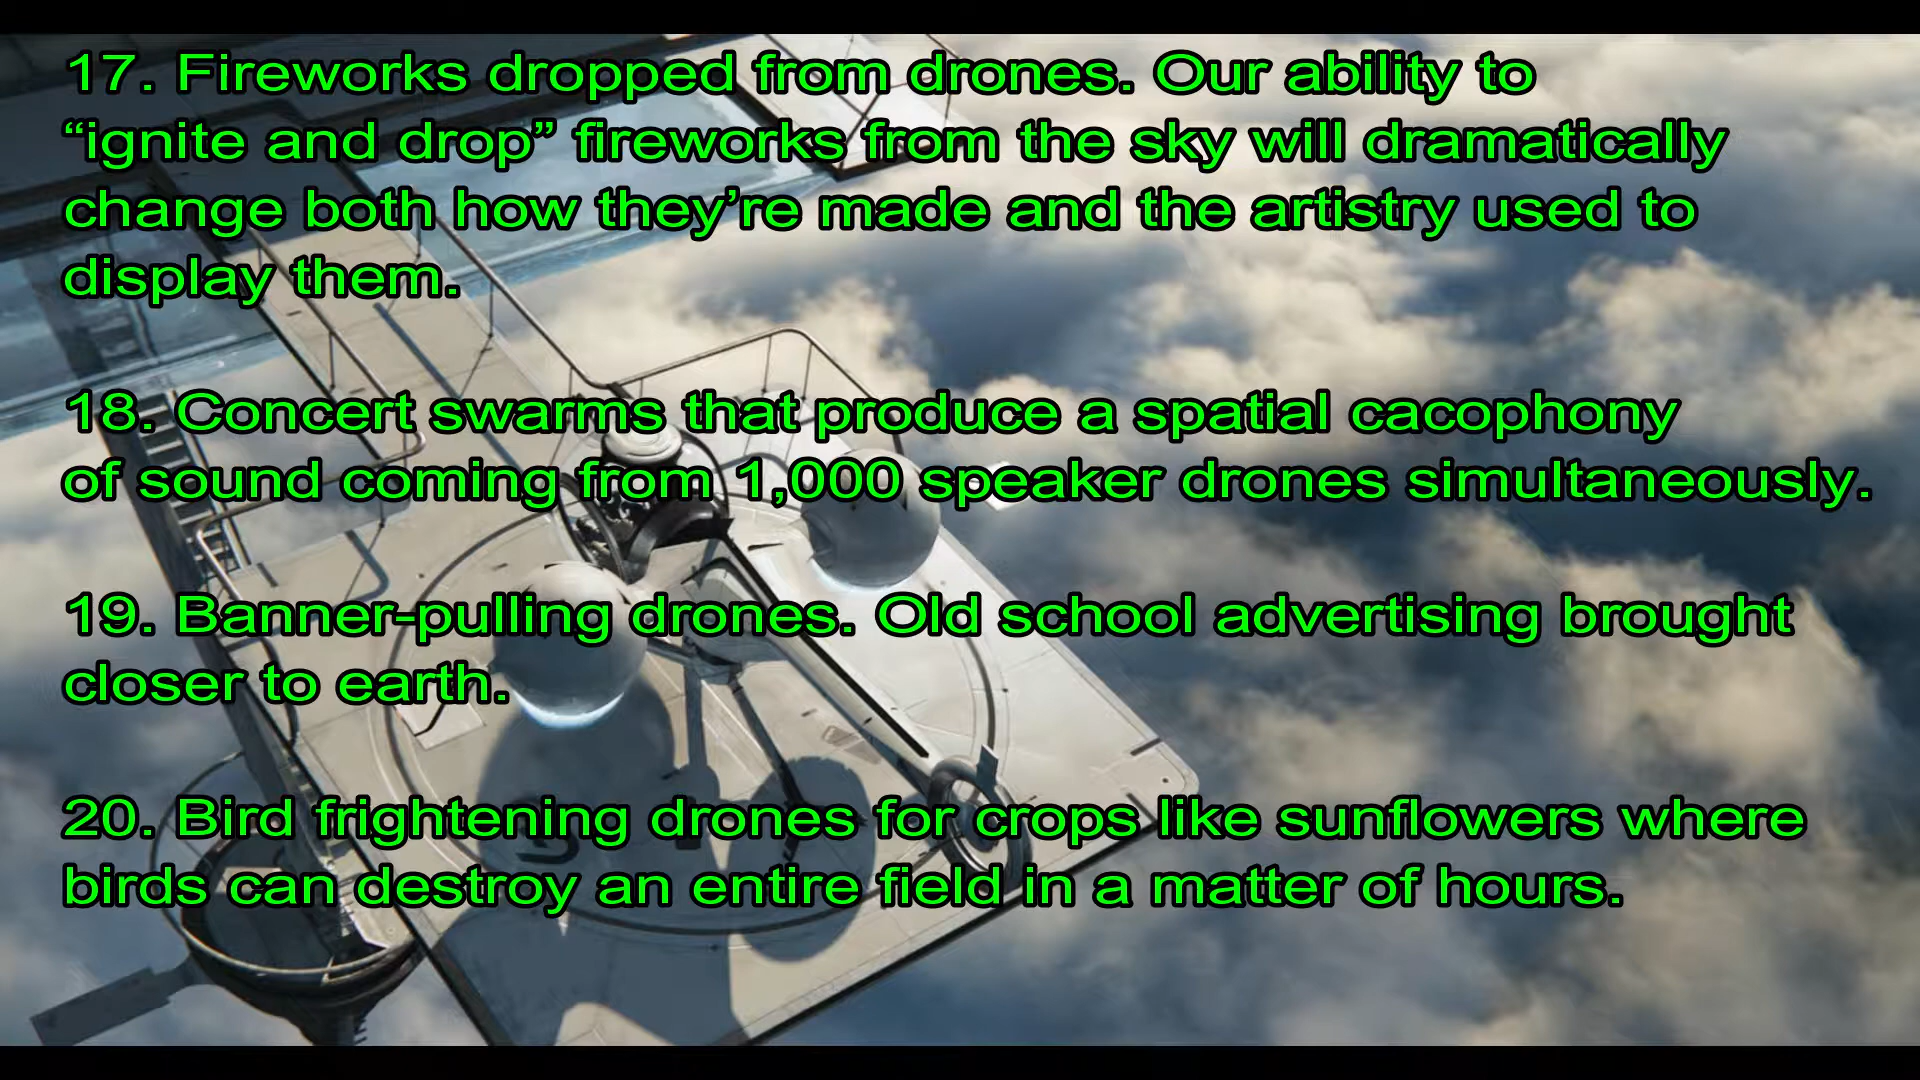 17. Fireworks dropped from drones. Our ability to
“ignite and drop” fireworks from the sky will dramatically
change both how they’re made and the artistry used to
display them.
18. Concert swarms that produce a spatial cacophony
of sound coming from 1,000 speaker drones simultaneously.
19. Banner-pulling drones. Old school advertising brought
closer to earth.
20. Bird frightening drones for crops like sunflowers where
birds can destroy an entire field in a matter of hours.